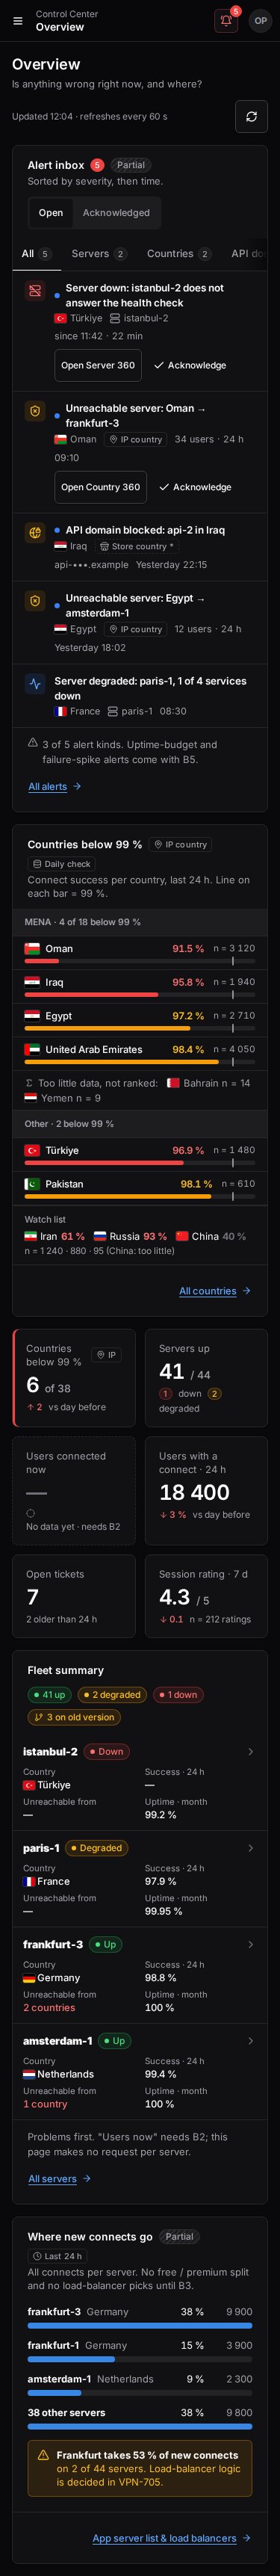 Control Center
Overview
5
OP
Overview
Is anything wrong right now, and where?
Updated 12:04 · refreshes every 60 s
Alert inbox 5 Partial
Sorted by severity, then time.
Open Acknowledged
All 5 Servers 2 Countries 2 API do
Server down: istanbul-2 does not
answer the health check
Türkiye istanbul-2
since 11:42 · 22 min
Open Server 360 Acknowledge
Unreachable server: Oman →
frankfurt-3
Oman IP country 34 users · 24 h
09:10
Open Country 360 Acknowledge
API domain blocked: api-2 in Iraq
Iraq Store country *
api-•••.example Yesterday 22:15
Unreachable server: Egypt →
amsterdam-1
Egypt IP country 12 users · 24 h
Yesterday 18:02
Server degraded: paris-1, 1 of 4 services
down
France paris-1 08:30
3 of 5 alert kinds. Uptime-budget and
failure-spike alerts come with B5.
All alerts →
Countries below 99 % IP country
Daily check
Connect success per country, last 24 h. Line on
each bar = 99 %.
MENA · 4 of 18 below 99 %
Oman 91.5 % n = 3 120
Iraq 95.8 % n = 1 940
Egypt 97.2 % n = 2 710
United Arab Emirates 98.4 % n = 4 050
Σ Too little data, not ranked: Bahrain n = 14
Yemen n = 9
Other · 2 below 99 %
Türkiye 96.9 % n = 1 480
Pakistan 98.1 % n = 610
Watch list
Iran 61 % Russia 93 % China 40 %
n = 1 240 · 880 · 95 (China: too little)
All countries →
Countries
below 99 % IP
6 of 38
↑ 2 vs day before
Servers up
41 / 44
1 down 2
degraded
Users connected
now
—
No data yet · needs B2
Users with a
connect · 24 h
18 400
↓ 3 % vs day before
Open tickets
7
2 older than 24 h
Session rating · 7 d
4.3 / 5
↓ 0.1 n = 212 ratings
Fleet summary
41 up 2 degraded 1 down
3 on old version
istanbul-2 Down
Country Success · 24 h
Türkiye —
Unreachable from Uptime · month
— 99.2 %
paris-1 Degraded
Country Success · 24 h
France 97.9 %
Unreachable from Uptime · month
— 99.95 %
frankfurt-3 Up
Country Success · 24 h
Germany 98.8 %
Unreachable from Uptime · month
2 countries 100 %
amsterdam-1 Up
Country Success · 24 h
Netherlands 99.4 %
Unreachable from Uptime · month
1 country 100 %
Problems first. "Users now" needs B2; this
page makes no request per server.
All servers →
Where new connects go Partial
Last 24 h
All connects per server. No free / premium split
and no load-balancer picks until B3.
frankfurt-3 Germany 38 % 9 900
frankfurt-1 Germany 15 % 3 900
amsterdam-1 Netherlands 9 % 2 300
38 other servers 38 % 9 800
Frankfurt takes 53 % of new connects
on 2 of 44 servers. Load-balancer logic
is decided in VPN-705.
App server list & load balancers →